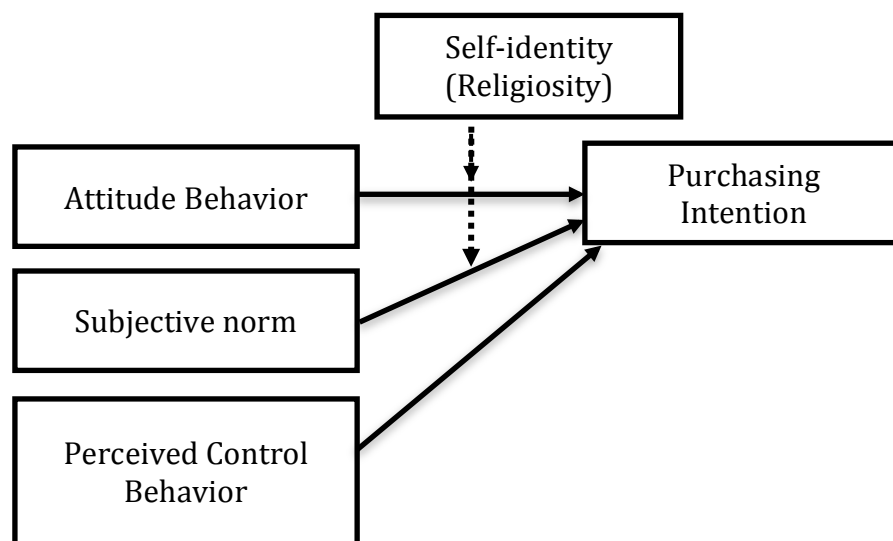 Self-identity
(Religiosity)
Attitude Behavior
Purchasing
Intention
Subjective norm
Perceived Control
Behavior